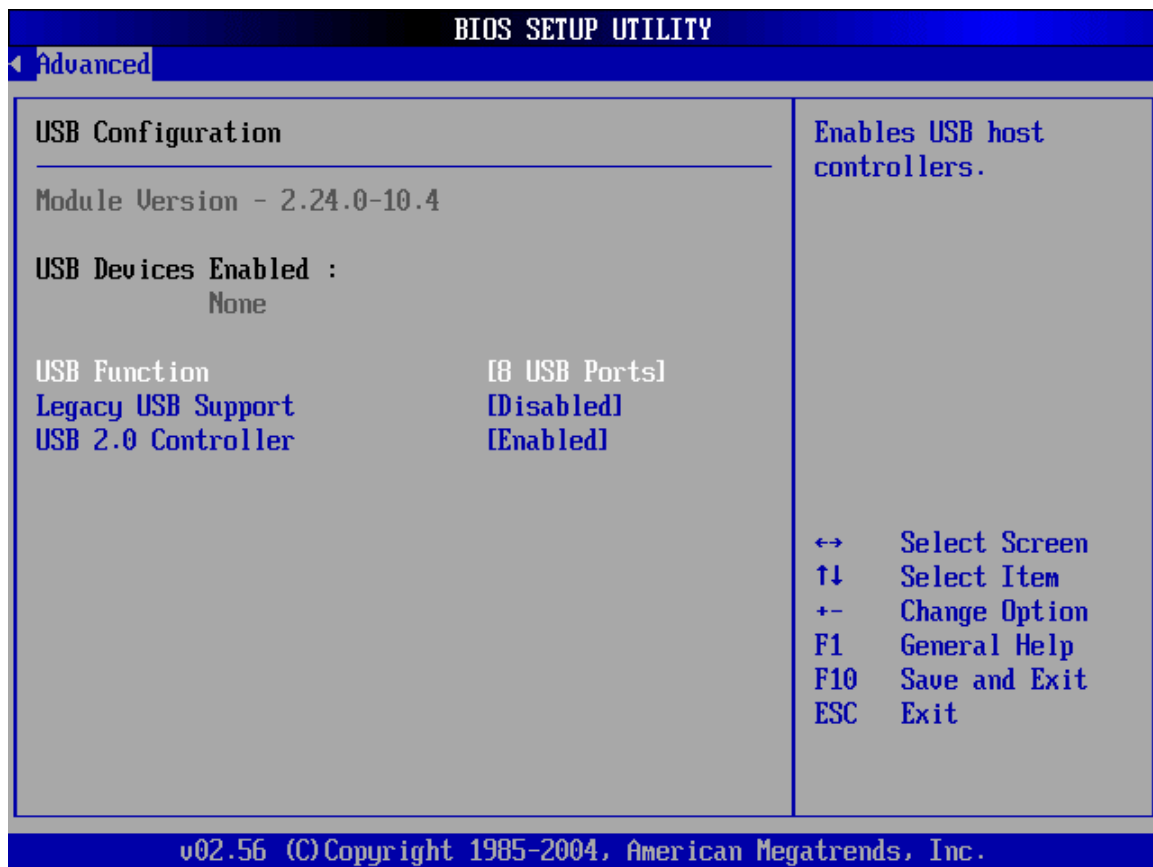 BIOS SETUP UTILITY
Advanced
USB Configuration
Module Version - 2.24.0-10.4
USB Devices Enabled :
None
USB Function [8 USB Ports]
Legacy USB Support [Disabled]
USB 2.0 Controller [Enabled]
Enables USB host
controllers.
←→ Select Screen
↑↓ Select Item
+- Change Option
F1 General Help
F10 Save and Exit
ESC Exit
v02.56 (C)Copyright 1985-2004, American Megatrends, Inc.